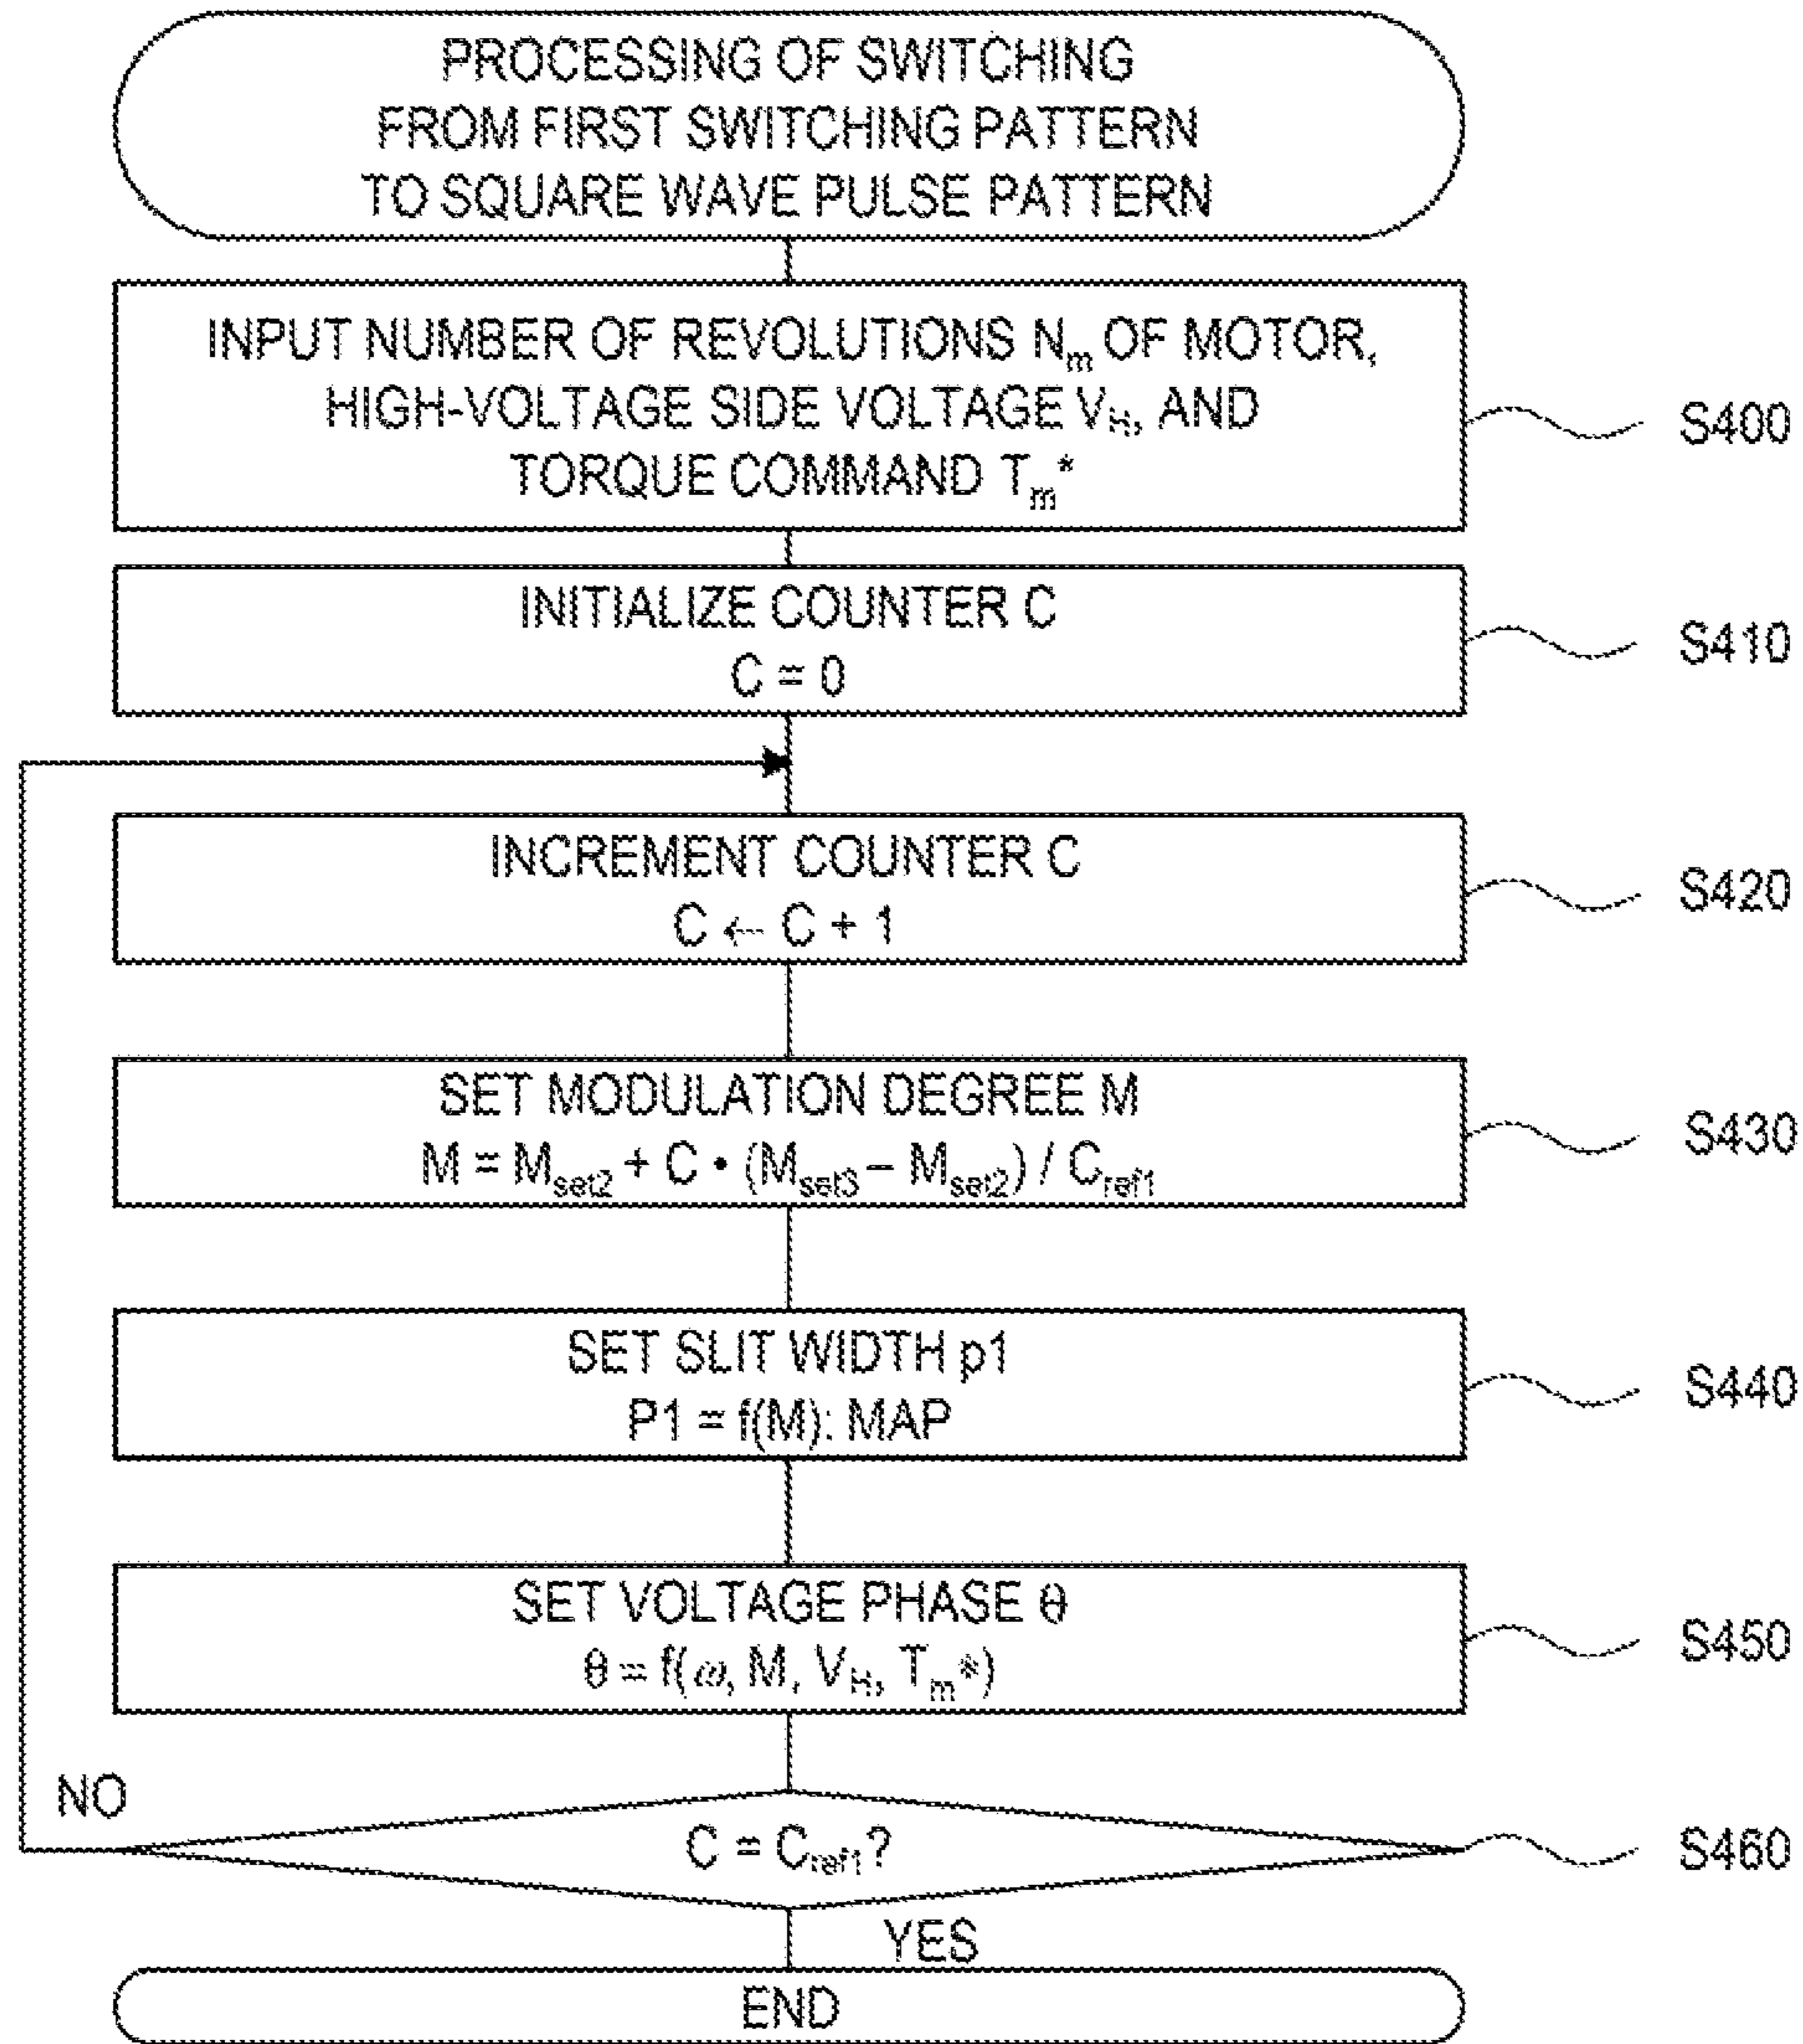 PROCESSING OF SWITCHING
FROM FIRST SWITCHING PATTERN
TO SQUARE WAVE PULSE PATTERN
INPUT NUMBER OF REVOLUTIONS Nm OF MOTOR,
HIGH-VOLTAGE SIDE VOLTAGE VH, AND
TORQUE COMMAND Tm*
S400
INITIALIZE COUNTER C
C = 0
S410
INCREMENT COUNTER C
C ← C + 1
S420
SET MODULATION DEGREE M
M = Mset2 + C • (Mset3 – Mset2) / Cref1
S430
SET SLIT WIDTH p1
P1 = f(M): MAP
S440
SET VOLTAGE PHASE θ
θ = f(ω, M, VH, Tm*)
S450
NO
C = Cref1?
S460
YES
END